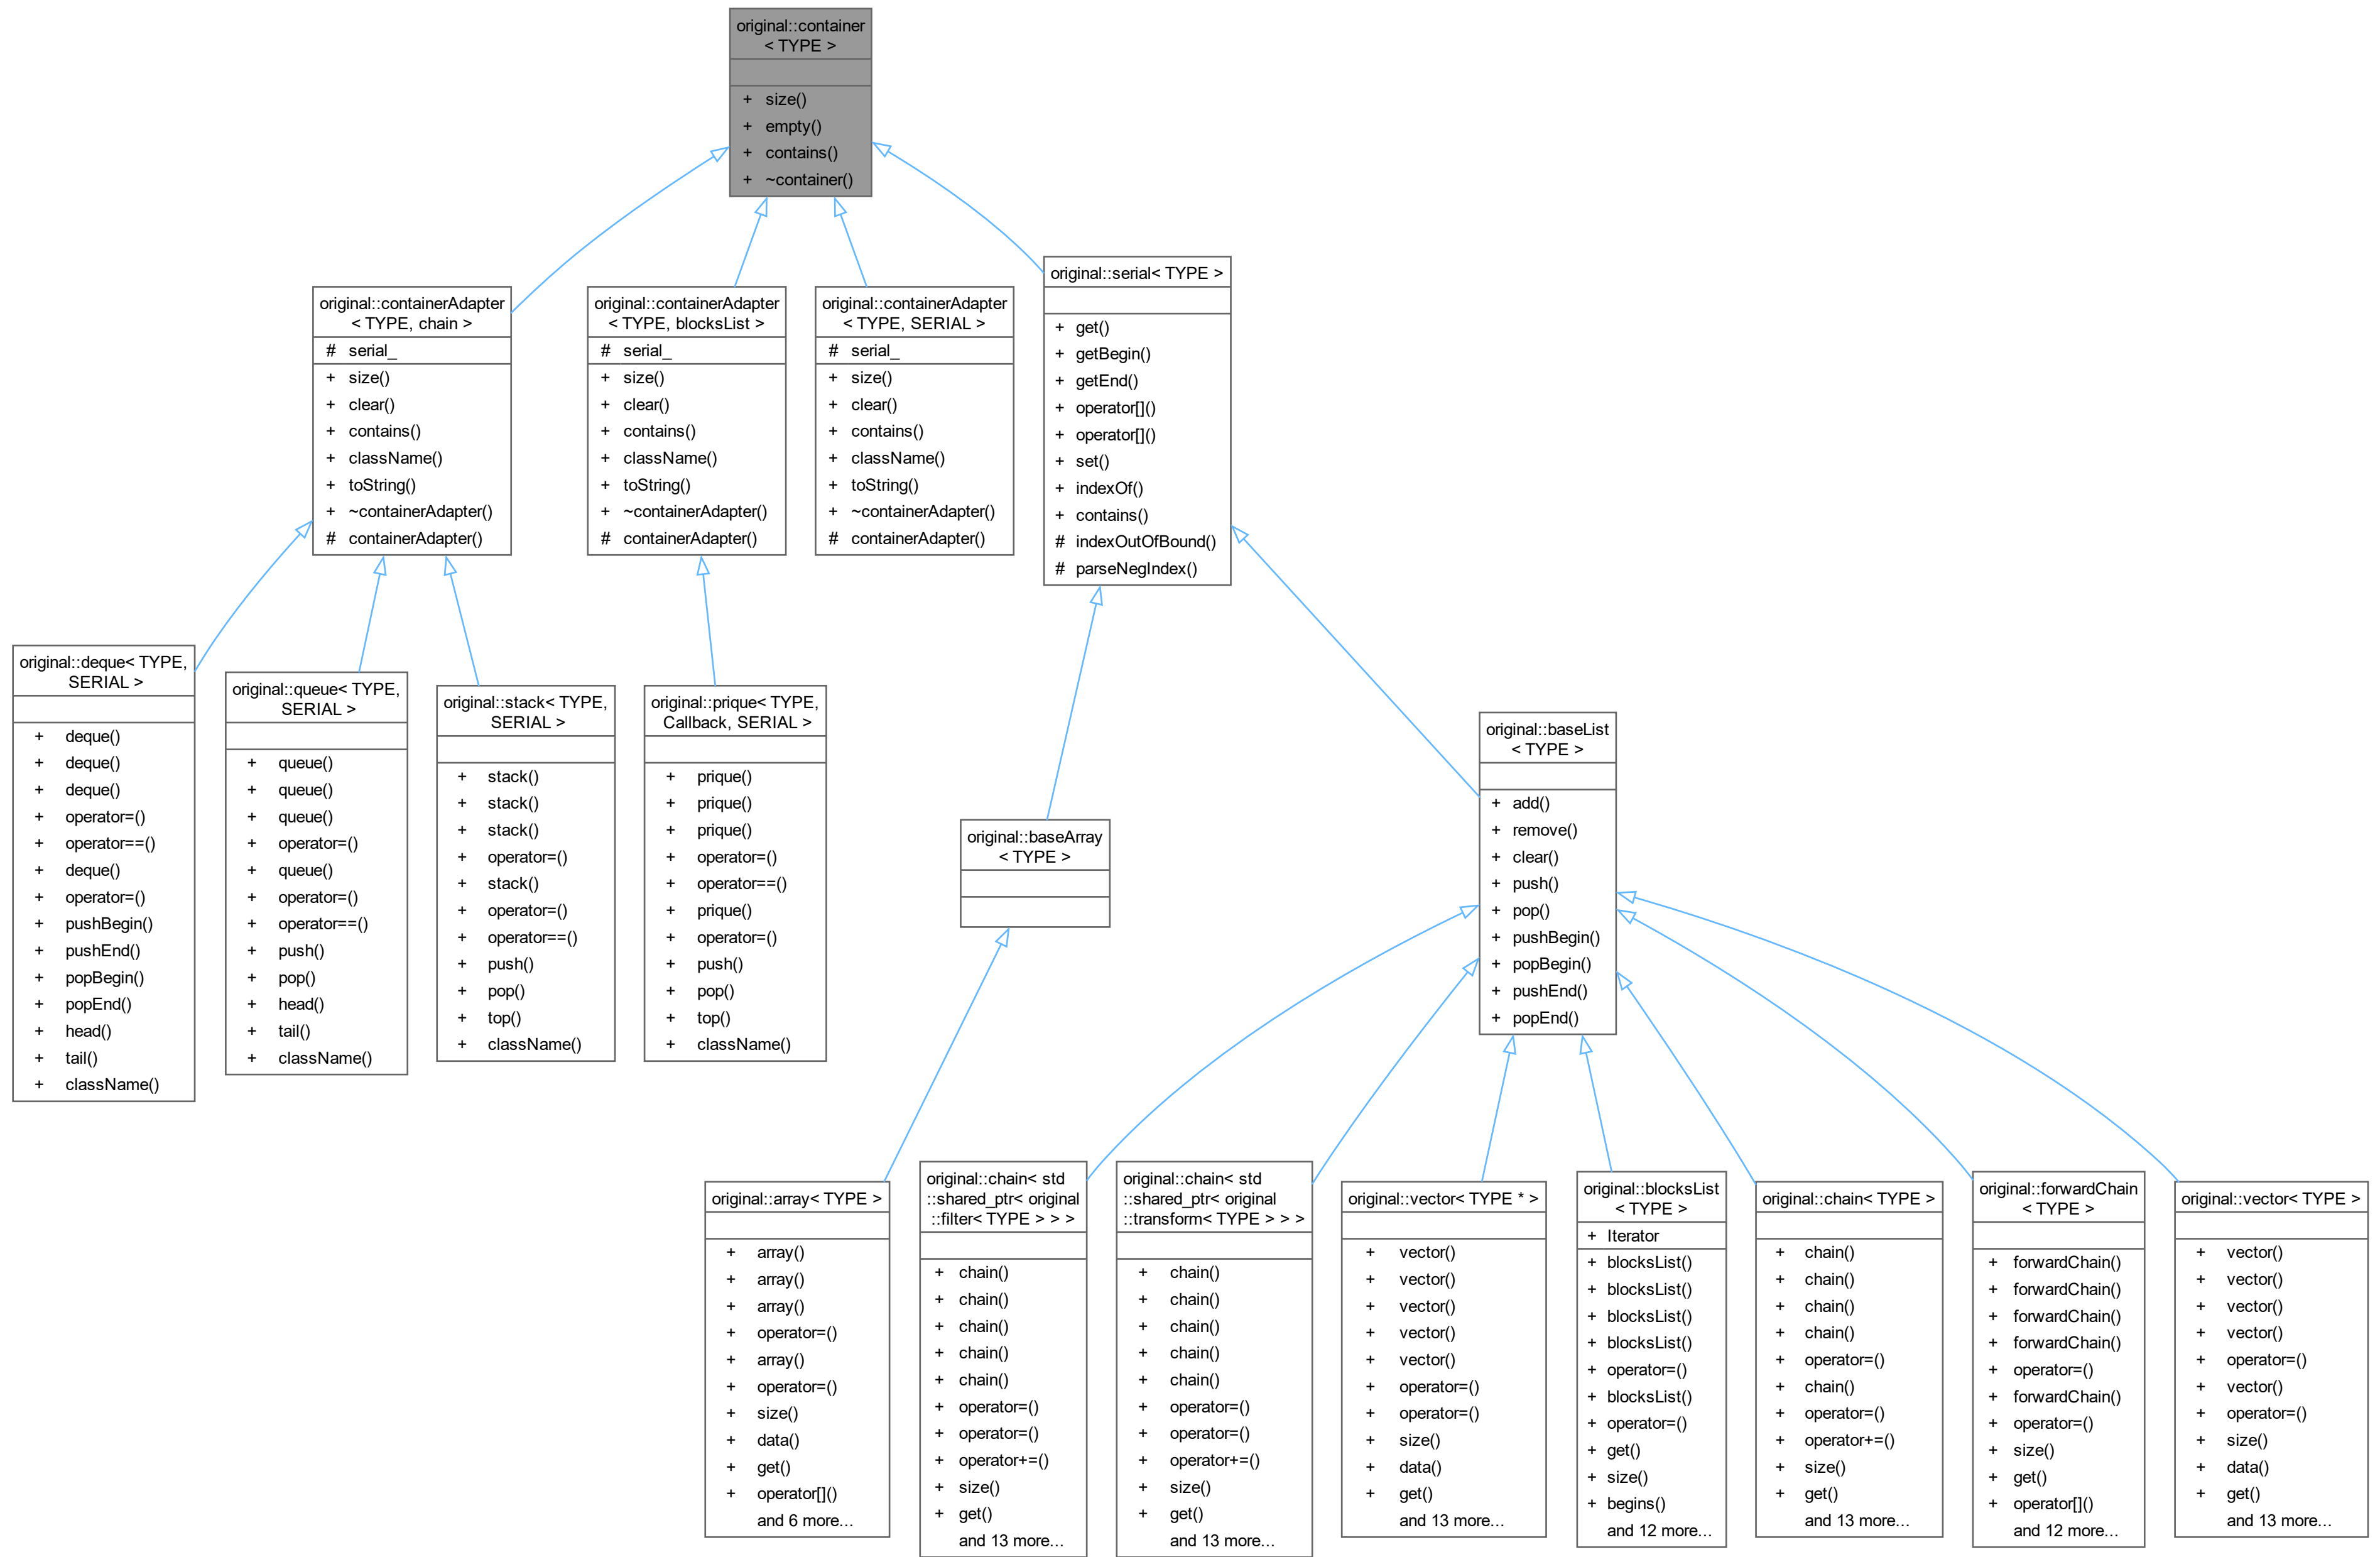 original::container
< TYPE >
+ size()
+ empty()
+ contains()
+ ~container()
original::containerAdapter
< TYPE, chain >
# serial_
+ size()
+ clear()
+ contains()
+ className()
+ toString()
+ ~containerAdapter()
# containerAdapter()
original::containerAdapter
< TYPE, blocksList >
# serial_
+ size()
+ clear()
+ contains()
+ className()
+ toString()
+ ~containerAdapter()
# containerAdapter()
original::containerAdapter
< TYPE, SERIAL >
# serial_
+ size()
+ clear()
+ contains()
+ className()
+ toString()
+ ~containerAdapter()
# containerAdapter()
original::serial< TYPE >
+ get()
+ getBegin()
+ getEnd()
+ operator[]()
+ operator[]()
+ set()
+ indexOf()
+ contains()
# indexOutOfBound()
# parseNegIndex()
original::deque< TYPE,
SERIAL >
+ deque()
+ deque()
+ deque()
+ operator=()
+ operator==()
+ deque()
+ operator=()
+ pushBegin()
+ pushEnd()
+ popBegin()
+ popEnd()
+ head()
+ tail()
+ className()
original::queue< TYPE,
SERIAL >
+ queue()
+ queue()
+ queue()
+ operator=()
+ queue()
+ operator=()
+ operator==()
+ push()
+ pop()
+ head()
+ tail()
+ className()
original::stack< TYPE,
SERIAL >
+ stack()
+ stack()
+ stack()
+ operator=()
+ stack()
+ operator=()
+ operator==()
+ push()
+ pop()
+ top()
+ className()
original::prique< TYPE,
Callback, SERIAL >
+ prique()
+ prique()
+ prique()
+ operator=()
+ operator==()
+ prique()
+ operator=()
+ push()
+ pop()
+ top()
+ className()
original::baseArray
< TYPE >
original::baseList
< TYPE >
+ add()
+ remove()
+ clear()
+ push()
+ pop()
+ pushBegin()
+ popBegin()
+ pushEnd()
+ popEnd()
original::array< TYPE >
+ array()
+ array()
+ array()
+ operator=()
+ array()
+ operator=()
+ size()
+ data()
+ get()
+ operator[]()
and 6 more...
original::chain< std
::shared_ptr< original
::filter< TYPE > > >
+ chain()
+ chain()
+ chain()
+ chain()
+ chain()
+ operator=()
+ operator=()
+ operator+=()
+ size()
+ get()
and 13 more...
original::chain< std
::shared_ptr< original
::transform< TYPE > > >
+ chain()
+ chain()
+ chain()
+ chain()
+ chain()
+ operator=()
+ operator=()
+ operator+=()
+ size()
+ get()
and 13 more...
original::vector< TYPE * >
+ vector()
+ vector()
+ vector()
+ vector()
+ vector()
+ operator=()
+ operator=()
+ size()
+ data()
+ get()
and 13 more...
original::blocksList
< TYPE >
+ Iterator
+ blocksList()
+ blocksList()
+ blocksList()
+ blocksList()
+ operator=()
+ blocksList()
+ operator=()
+ get()
+ size()
+ begins()
and 12 more...
original::chain< TYPE >
+ chain()
+ chain()
+ chain()
+ chain()
+ operator=()
+ chain()
+ operator=()
+ operator+=()
+ size()
+ get()
and 13 more...
original::forwardChain
< TYPE >
+ forwardChain()
+ forwardChain()
+ forwardChain()
+ forwardChain()
+ operator=()
+ forwardChain()
+ operator=()
+ size()
+ get()
+ operator[]()
and 12 more...
original::vector< TYPE >
+ vector()
+ vector()
+ vector()
+ vector()
+ operator=()
+ vector()
+ operator=()
+ size()
+ data()
+ get()
and 13 more...